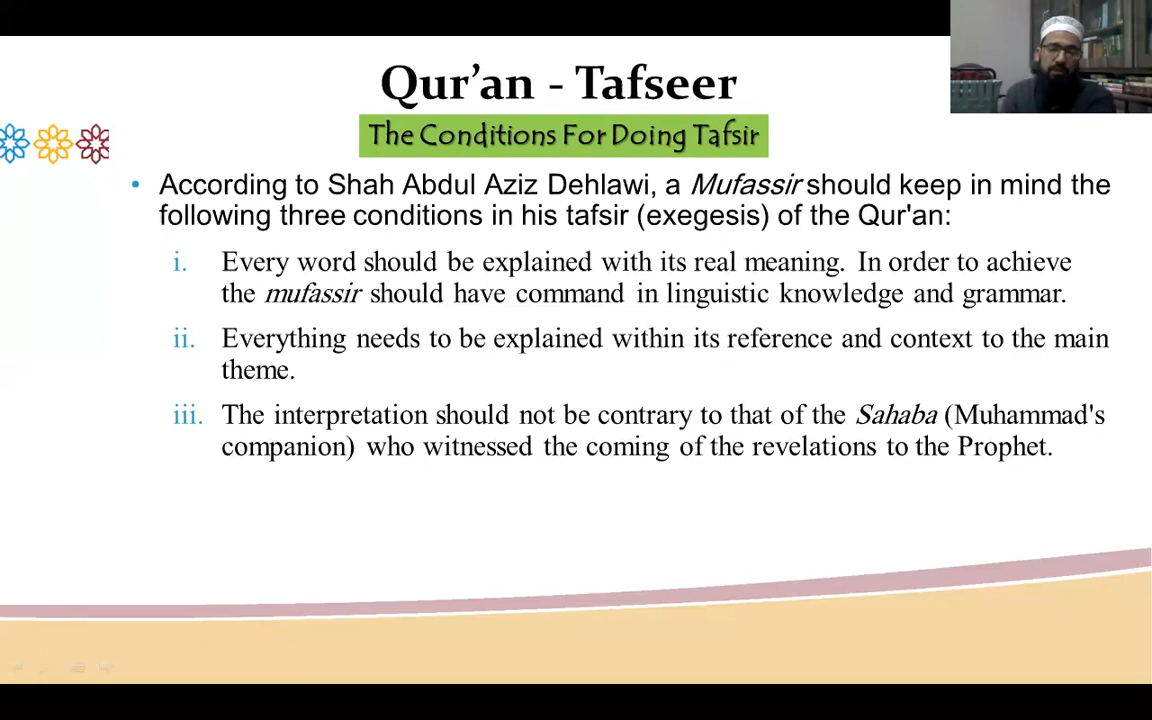 Qur’an - Tafseer
The Conditions For Doing Tafsir
• According to Shah Abdul Aziz Dehlawi, a Mufassir should keep in mind the
following three conditions in his tafsir (exegesis) of the Qur'an:
i. Every word should be explained with its real meaning. In order to achieve
the mufassir should have command in linguistic knowledge and grammar.
ii. Everything needs to be explained within its reference and context to the main
theme.
iii. The interpretation should not be contrary to that of the Sahaba (Muhammad's
companion) who witnessed the coming of the revelations to the Prophet.